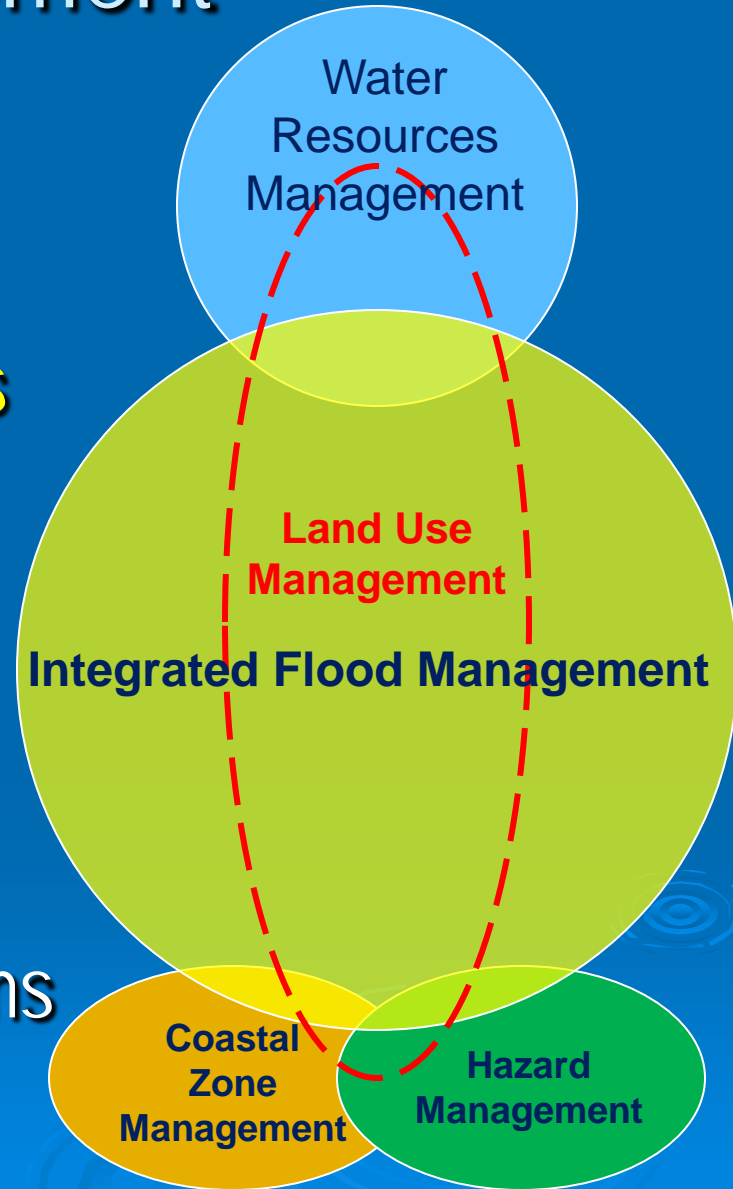 Water
Resources
Management
Land Use
Management
Integrated Flood Management
Coastal
Zone
Management
Hazard
Management